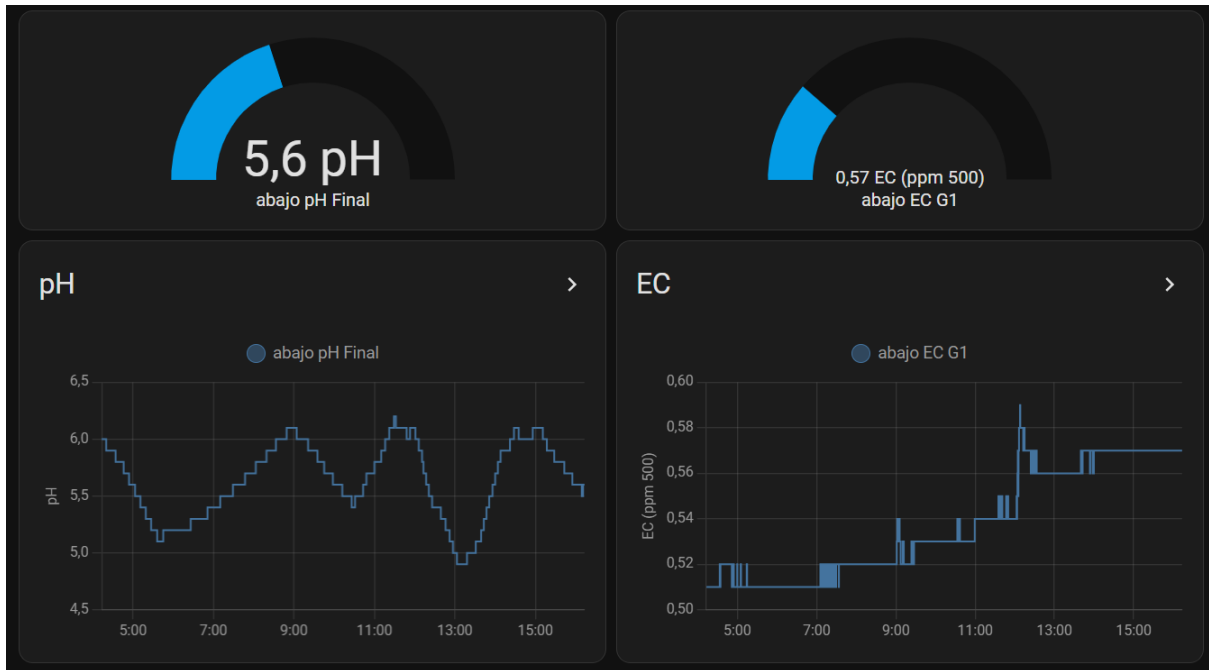 5,6 pH
abajo pH Final
0,57 EC (ppm 500)
abajo EC G1
pH
abajo pH Final
6,5
6,0
5,5
5,0
4,5
pH
5:00 7:00 9:00 11:00 13:00 15:00
EC
abajo EC G1
0,60
0,58
0,56
0,54
0,52
0,50
EC (ppm 500)
5:00 7:00 9:00 11:00 13:00 15:00